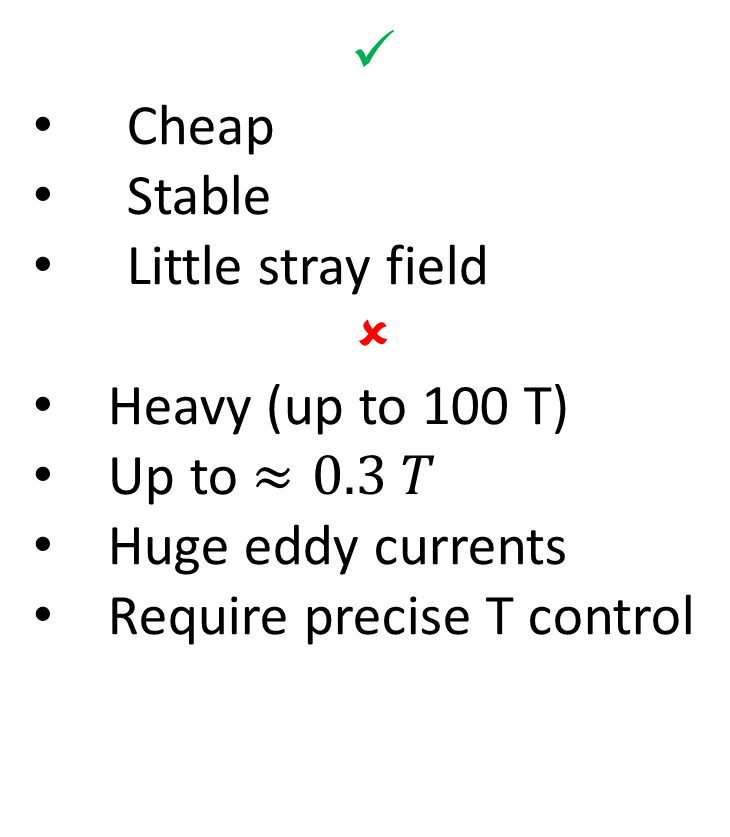 ✓
• Cheap
• Stable
• Little stray field
✘
• Heavy (up to 100 T)
• Up to ≈ 0.3 T
• Huge eddy currents
• Require precise T control